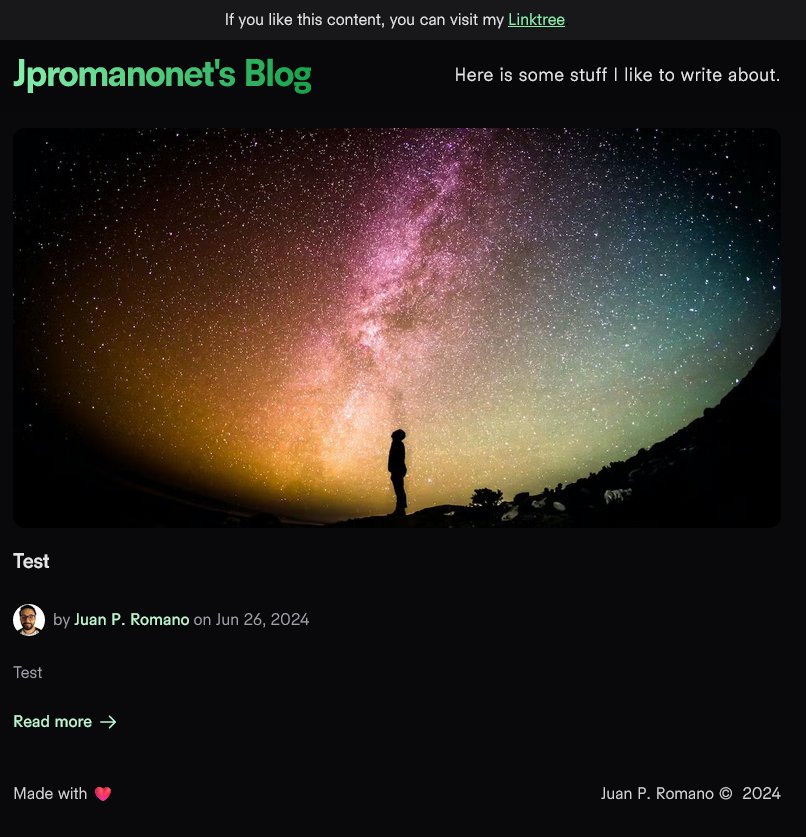 If you like this content, you can visit my Linktree
Jpromanonet's Blog
Here is some stuff I like to write about.
Test
by Juan P. Romano on Jun 26, 2024
Test
Read more →
Made with ❤️
Juan P. Romano © 2024